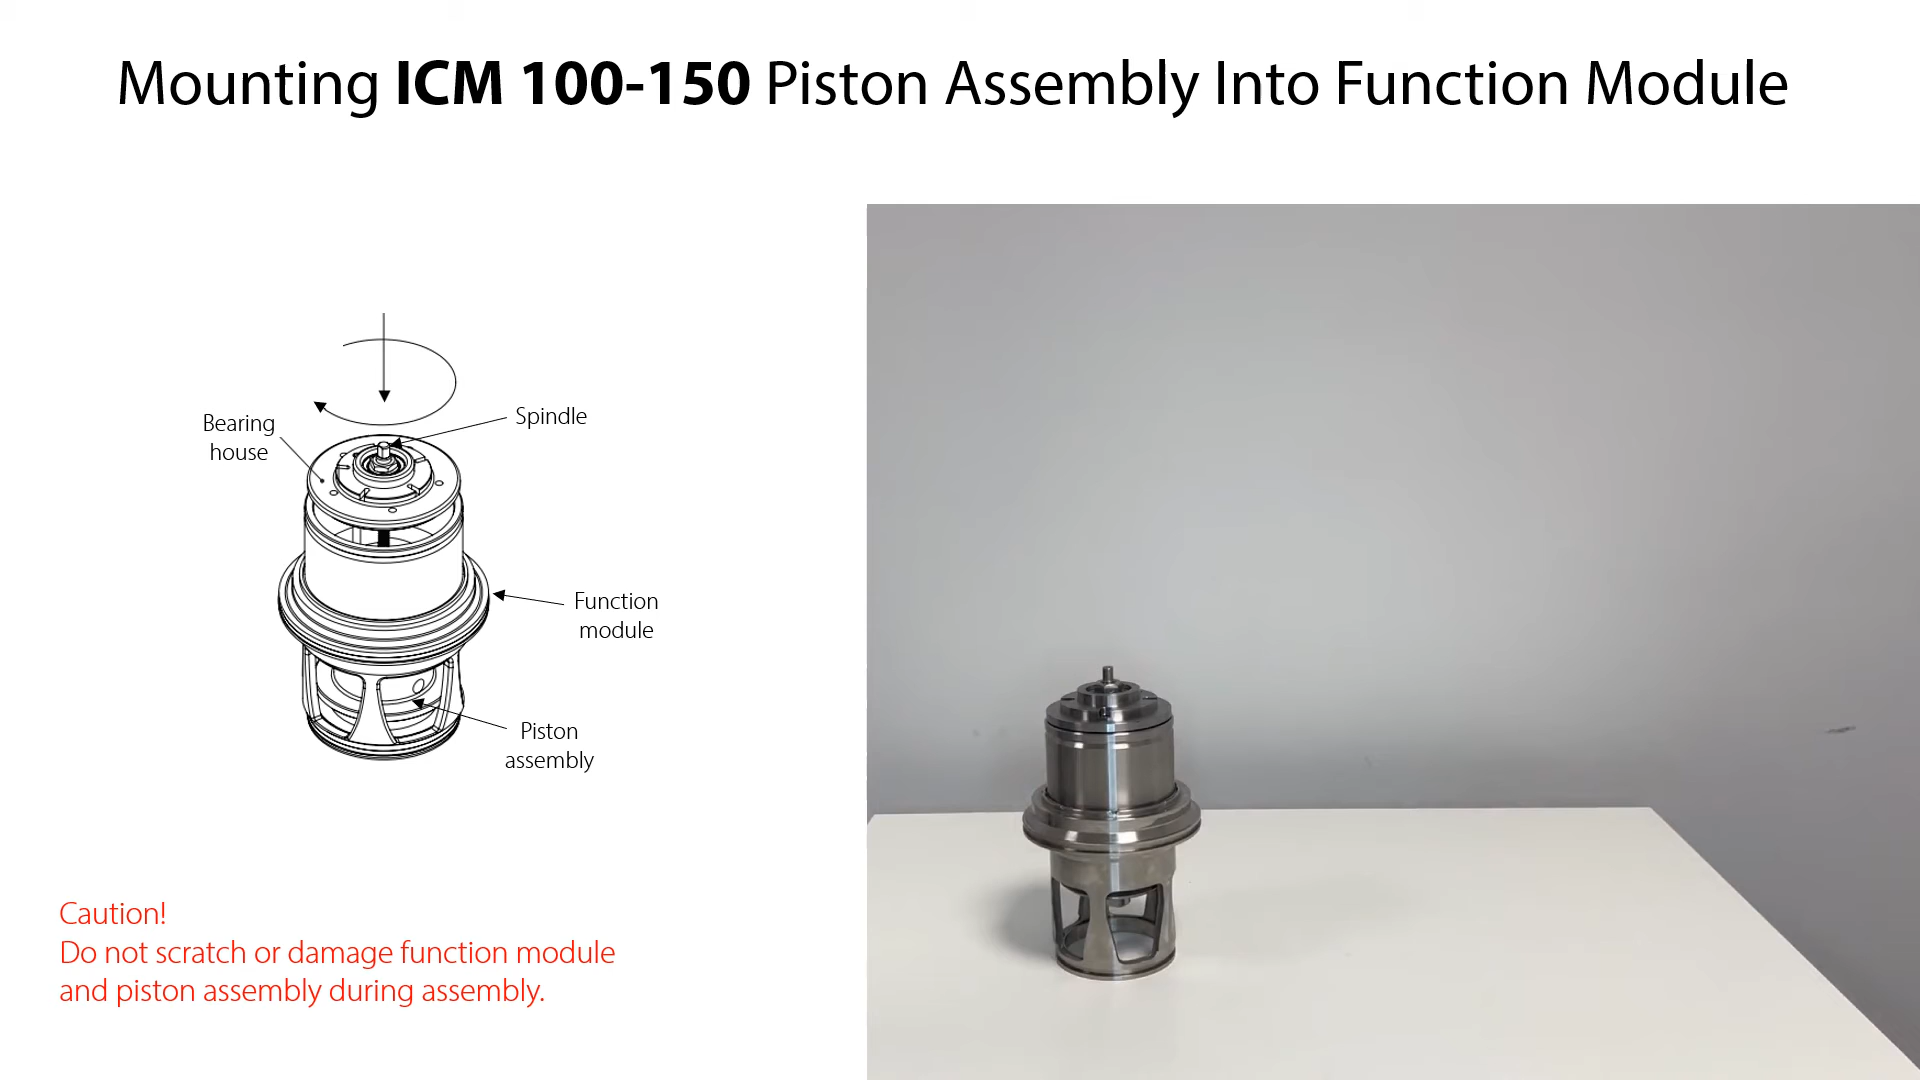 Mounting ICM 100-150 Piston Assembly Into Function Module
Bearing
house
Spindle
Function
module
Piston
assembly
Caution!
Do not scratch or damage function module
and piston assembly during assembly.